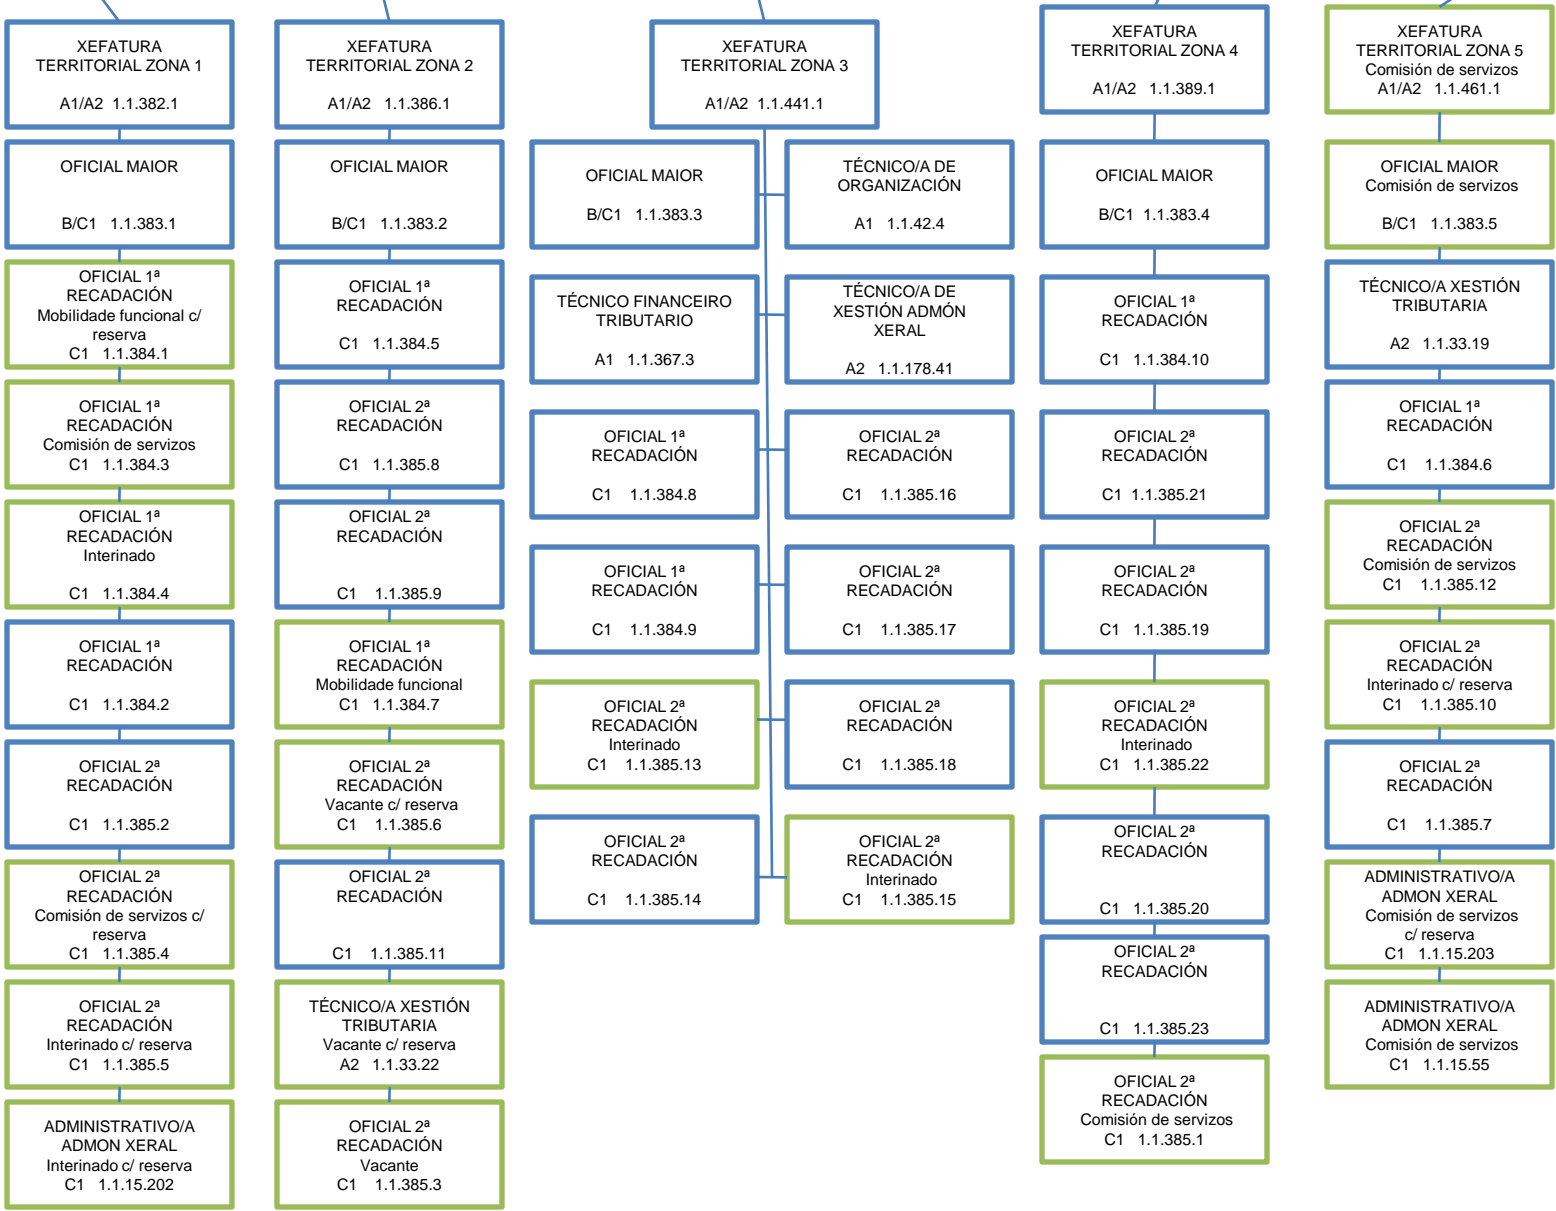 XEFATURA
TERRITORIAL ZONA 1
A1/A2 1.1.382.1
OFICIAL MAIOR
B/C1 1.1.383.1
OFICIAL 1ª
RECADACIÓN
Mobilidade funcional c/
reserva
C1 1.1.384.1
OFICIAL 1ª
RECADACIÓN
Comisión de servizos
C1 1.1.384.3
OFICIAL 1ª
RECADACIÓN
Interinado
C1 1.1.384.4
OFICIAL 1ª
RECADACIÓN
C1 1.1.384.2
OFICIAL 2ª
RECADACIÓN
C1 1.1.385.2
OFICIAL 2ª
RECADACIÓN
Comisión de servizos c/
reserva
C1 1.1.385.4
OFICIAL 2ª
RECADACIÓN
Interinado c/ reserva
C1 1.1.385.5
ADMINISTRATIVO/A
ADMON XERAL
Interinado c/ reserva
C1 1.1.15.202
XEFATURA
TERRITORIAL ZONA 2
A1/A2 1.1.386.1
OFICIAL MAIOR
B/C1 1.1.383.2
OFICIAL 1ª
RECADACIÓN
C1 1.1.384.5
OFICIAL 2ª
RECADACIÓN
C1 1.1.385.8
OFICIAL 2ª
RECADACIÓN
C1 1.1.385.9
OFICIAL 1ª
RECADACIÓN
Mobilidade funcional
C1 1.1.384.7
OFICIAL 2ª
RECADACIÓN
Vacante c/ reserva
C1 1.1.385.6
OFICIAL 2ª
RECADACIÓN
C1 1.1.385.11
TÉCNICO/A XESTIÓN
TRIBUTARIA
Vacante c/ reserva
A2 1.1.33.22
OFICIAL 2ª
RECADACIÓN
Vacante
C1 1.1.385.3
XEFATURA
TERRITORIAL ZONA 3
A1/A2 1.1.441.1
OFICIAL MAIOR
B/C1 1.1.383.3
TÉCNICO/A DE
ORGANIZACIÓN
A1 1.1.42.4
TÉCNICO FINANCEIRO
TRIBUTARIO
A1 1.1.367.3
TÉCNICO/A DE
XESTIÓN ADMÓN
XERAL
A2 1.1.178.41
OFICIAL 1ª
RECADACIÓN
C1 1.1.384.8
OFICIAL 2ª
RECADACIÓN
C1 1.1.385.16
OFICIAL 1ª
RECADACIÓN
C1 1.1.384.9
OFICIAL 2ª
RECADACIÓN
C1 1.1.385.17
OFICIAL 2ª
RECADACIÓN
Interinado
C1 1.1.385.13
OFICIAL 2ª
RECADACIÓN
C1 1.1.385.18
OFICIAL 2ª
RECADACIÓN
C1 1.1.385.14
OFICIAL 2ª
RECADACIÓN
Interinado
C1 1.1.385.15
XEFATURA
TERRITORIAL ZONA 4
A1/A2 1.1.389.1
OFICIAL MAIOR
B/C1 1.1.383.4
OFICIAL 1ª
RECADACIÓN
C1 1.1.384.10
OFICIAL 2ª
RECADACIÓN
C1 1.1.385.21
OFICIAL 2ª
RECADACIÓN
C1 1.1.385.19
OFICIAL 2ª
RECADACIÓN
Interinado
C1 1.1.385.22
OFICIAL 2ª
RECADACIÓN
C1 1.1.385.20
OFICIAL 2ª
RECADACIÓN
C1 1.1.385.23
OFICIAL 2ª
RECADACIÓN
Comisión de servizos
C1 1.1.385.1
XEFATURA
TERRITORIAL ZONA 5
Comisión de servizos
A1/A2 1.1.461.1
OFICIAL MAIOR
Comisión de servizos
B/C1 1.1.383.5
TÉCNICO/A XESTIÓN
TRIBUTARIA
A2 1.1.33.19
OFICIAL 1ª
RECADACIÓN
C1 1.1.384.6
OFICIAL 2ª
RECADACIÓN
Comisión de servizos
C1 1.1.385.12
OFICIAL 2ª
RECADACIÓN
Interinado c/ reserva
C1 1.1.385.10
OFICIAL 2ª
RECADACIÓN
C1 1.1.385.7
ADMINISTRATIVO/A
ADMON XERAL
Comisión de servizos
c/ reserva
C1 1.1.15.203
ADMINISTRATIVO/A
ADMON XERAL
Comisión de servizos
C1 1.1.15.55